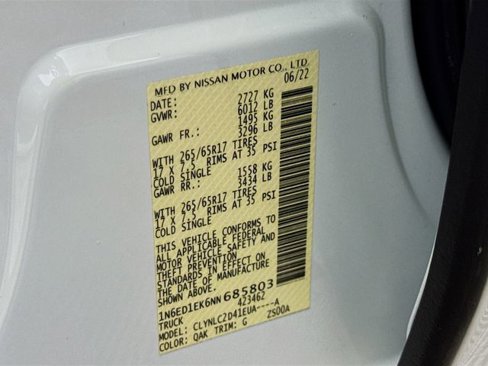 MFD BY NISSAN MOTOR CO., LTD.
DATE: 06/22
GVWR: 2727 KG
6012 LB
GAWR FR.: 1495 KG
3296 LB
WITH 265/65R17 TIRES
17 X 7.5 RIMS AT 35 PSI
COLD SINGLE
GAWR RR.: 1558 KG
3434 LB
WITH 265/65R17 TIRES
17 X 7.5 RIMS AT 35 PSI
COLD SINGLE
THIS VEHICLE CONFORMS TO
ALL APPLICABLE FEDERAL
MOTOR VEHICLE SAFETY AND
THEFT PREVENTION
STANDARDS IN EFFECT ON
THE DATE OF MANUFACTURE
SHOWN ABOVE.
1N6ED1EK6NN685803
TRUCK 423462
MODEL: CLYNLC2D41EUA----A
COLOR: QAK TRIM: G ZS00A